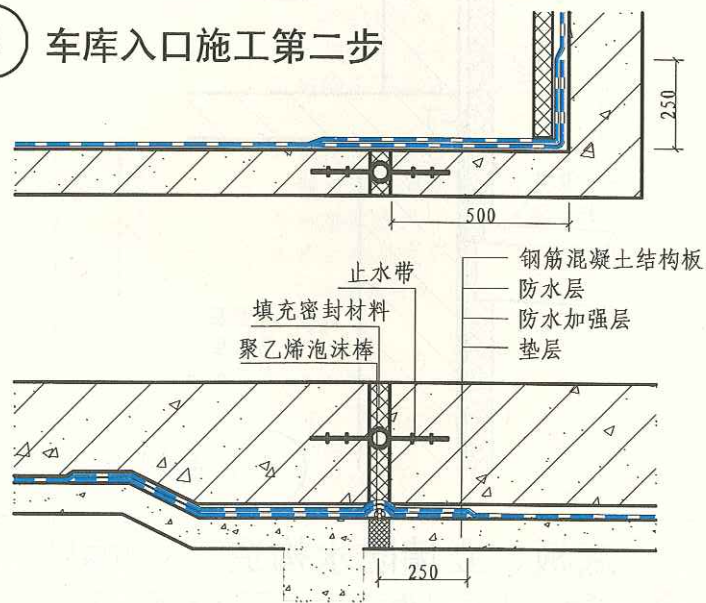 车库入口施工第二步
250
500
止水带
填充密封材料
聚乙烯泡沫棒
钢筋混凝土结构板
防水层
防水加强层
垫层
250